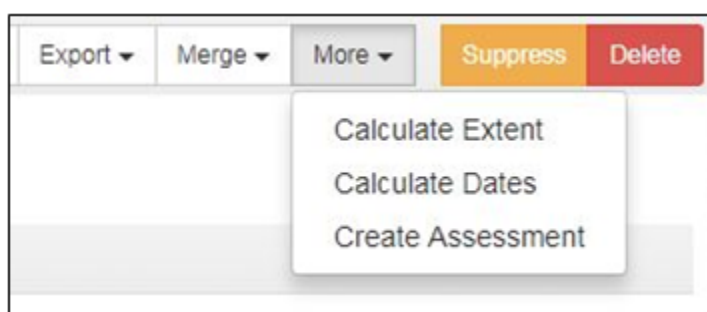 Export Merge More Suppress Delete
Calculate Extent
Calculate Dates
Create Assessment